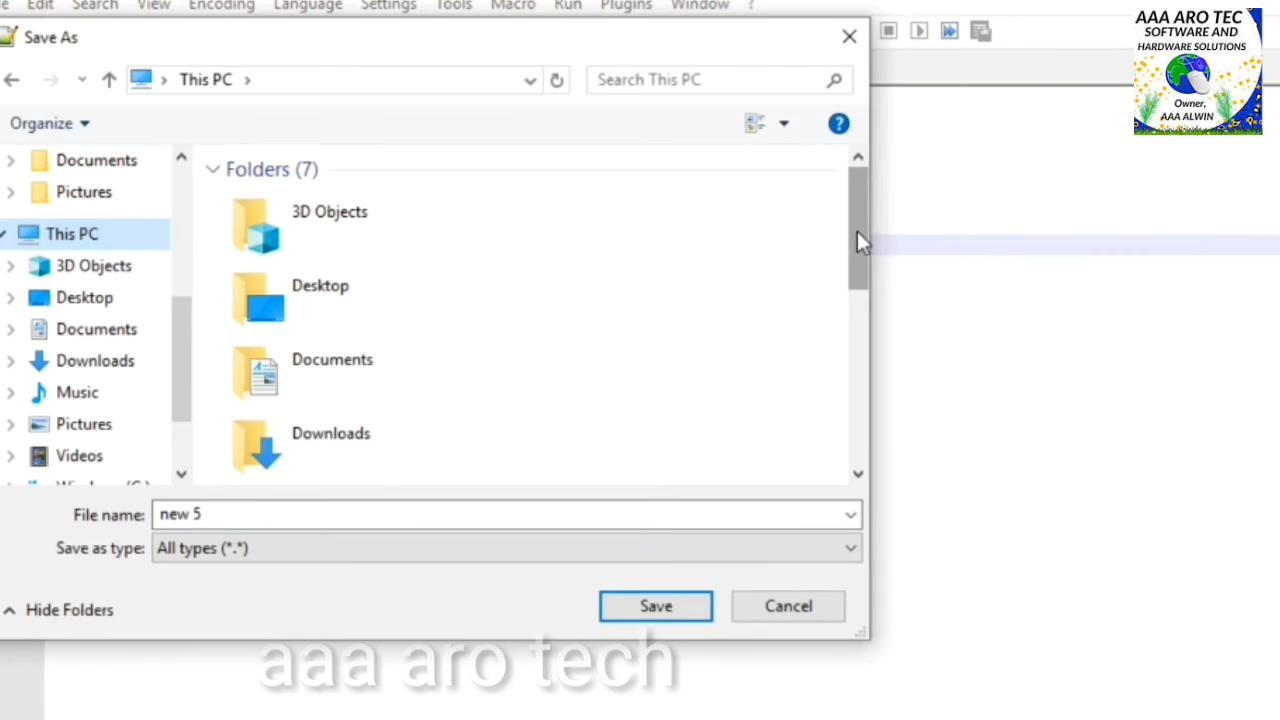 Edit Search View Encoding Language Settings Tools Macro Run Plugins Window ?
Save As
This PC
Search This PC
Organize
Documents
Pictures
This PC
3D Objects
Desktop
Documents
Downloads
Music
Pictures
Videos
Folders (7)
3D Objects
Desktop
Documents
Downloads
File name: new 5
Save as type: All types (*.*)
Hide Folders
Save
Cancel
AAA ARO TEC
SOFTWARE AND
HARDWARE SOLUTIONS
Owner,
AAA ALWIN
aaa aro tech